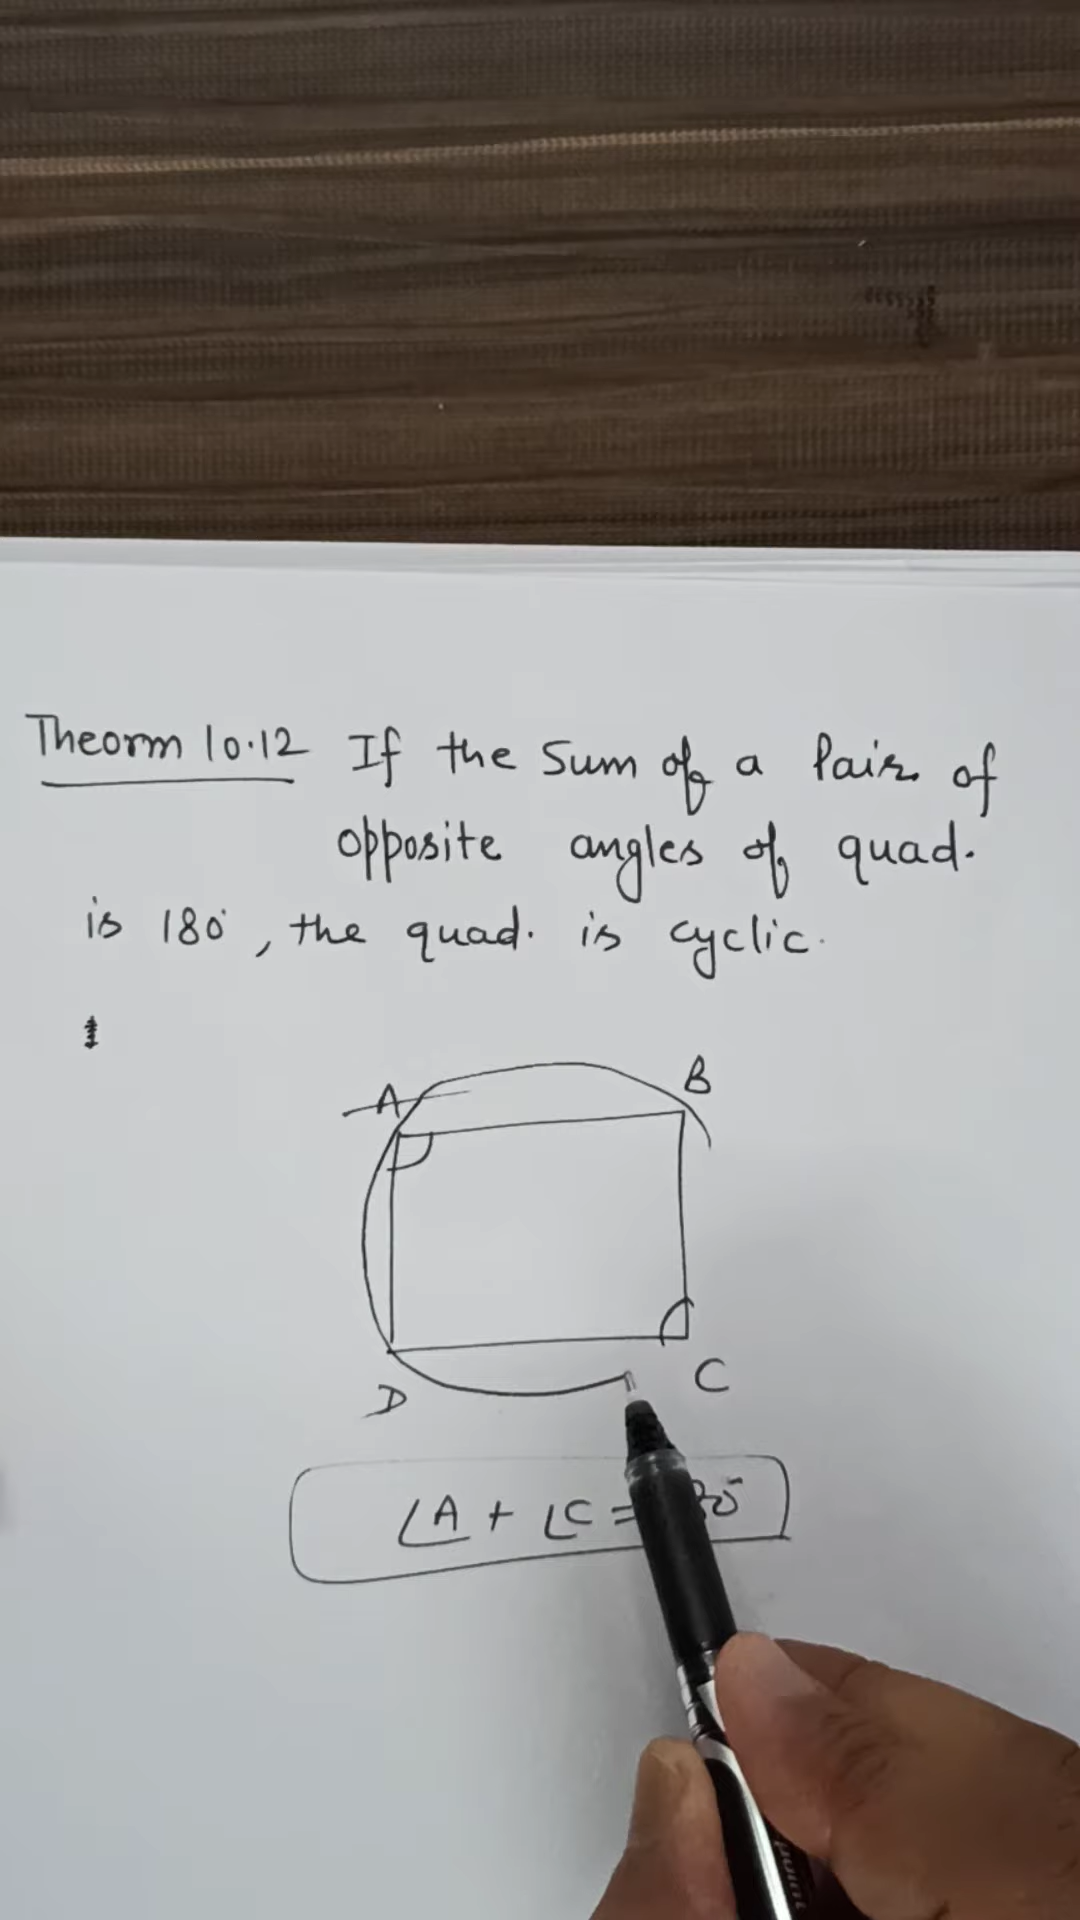 Theorm 10.12 If the Sum of a Pair of
opposite angles of quad.
is 180°, the quad. is cyclic.
A
B
D
C
∠A + ∠C =